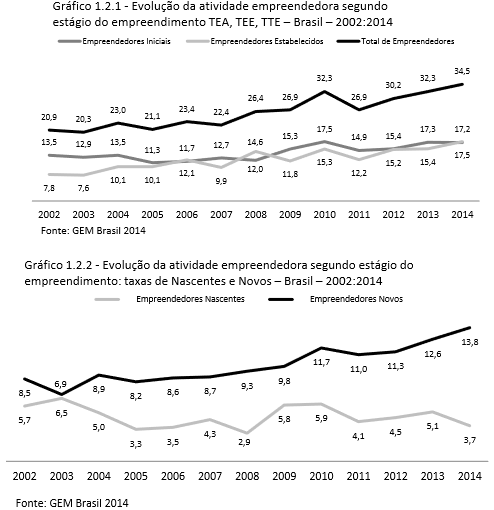 Gráfico 1.2.1 - Evolução da atividade empreendedora segundo
estágio do empreendimento TEA, TEE, TTE – Brasil – 2002:2014
Empreendedores Iniciais Empreendedores Estabelecidos Total de Empreendedores
20,9 20,3 23,0 21,1 23,4 22,4 26,4 26,9 32,3 26,9 30,2 32,3 34,5
13,5 12,9 13,5 11,3 11,7 12,7 14,6 15,3 17,5 14,9 15,4 17,3 17,2
7,8 7,6 10,1 10,1 12,1 9,9 12,0 11,8 15,3 12,2 15,2 15,4 17,5
2002 2003 2004 2005 2006 2007 2008 2009 2010 2011 2012 2013 2014
Fonte: GEM Brasil 2014
Gráfico 1.2.2 - Evolução da atividade empreendedora segundo estágio do
empreendimento: taxas de Nascentes e Novos – Brasil – 2002:2014
Empreendedores Nascentes Empreendedores Novos
8,5 6,9 8,9 8,2 8,6 8,7 9,3 9,8 11,7 11,0 11,3 12,6 13,8
5,7 6,5 5,0 3,3 3,5 4,3 2,9 5,8 5,9 4,1 4,5 5,1 3,7
2002 2003 2004 2005 2006 2007 2008 2009 2010 2011 2012 2013 2014
Fonte: GEM Brasil 2014